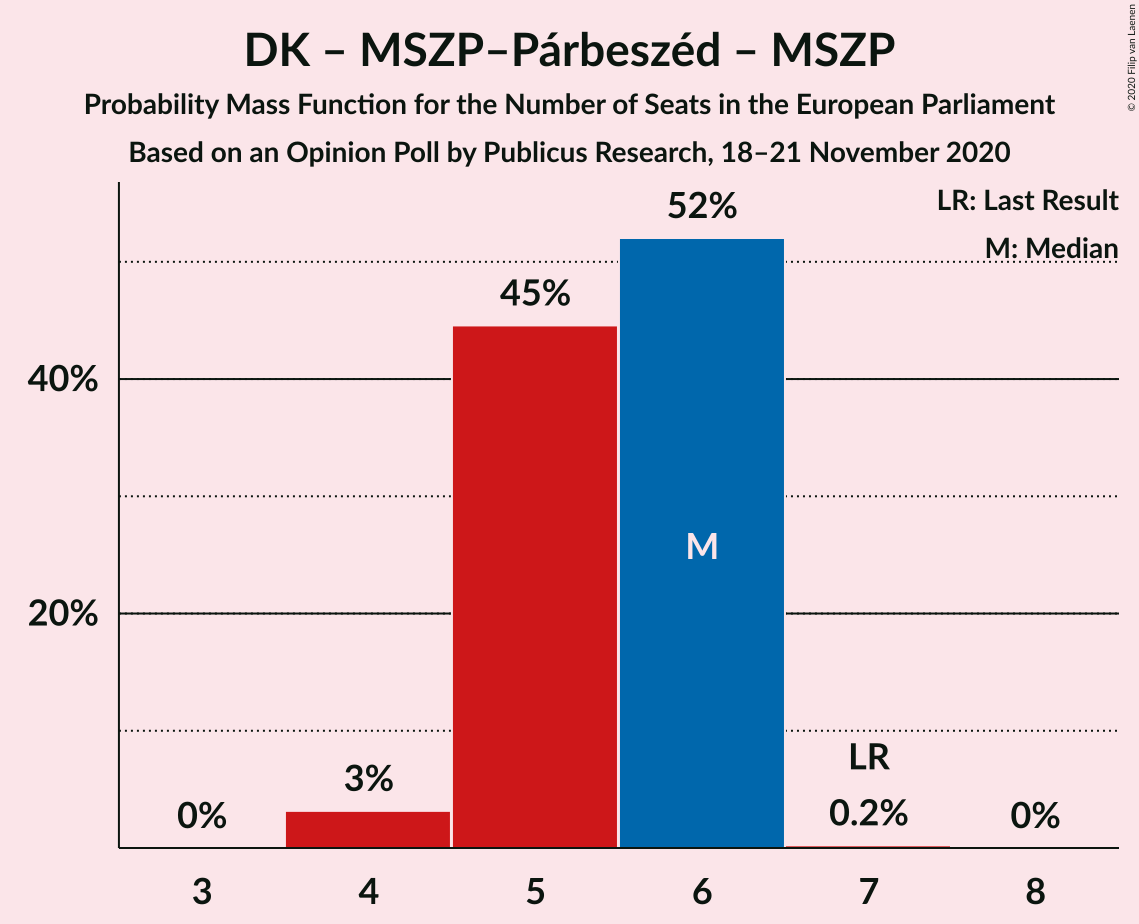 DK – MSZP–Párbeszéd – MSZP
Probability Mass Function for the Number of Seats in the European Parliament
Based on an Opinion Poll by Publicus Research, 18–21 November 2020
© 2020 Filip van Laenen
LR: Last Result
M: Median
52%
45%
40%
M
20%
LR
3%
0%
0.2%
0%
3 4 5 6 7 8